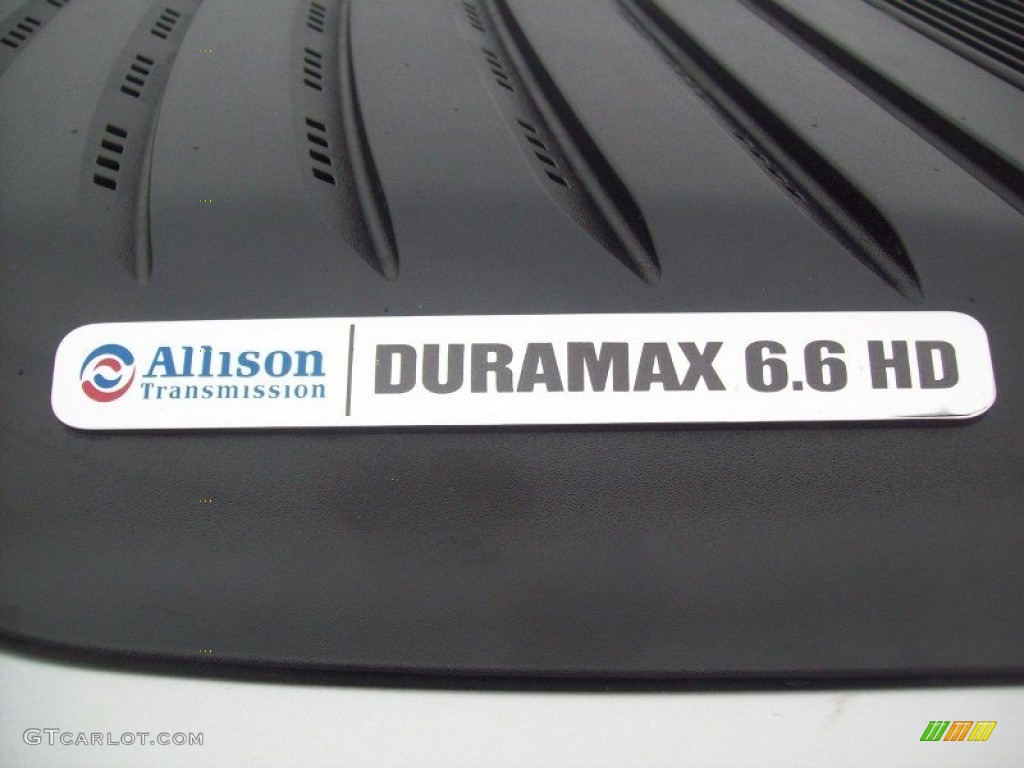 Allison
Transmission
DURAMAX 6.6 HD
GTCARLOT.COM